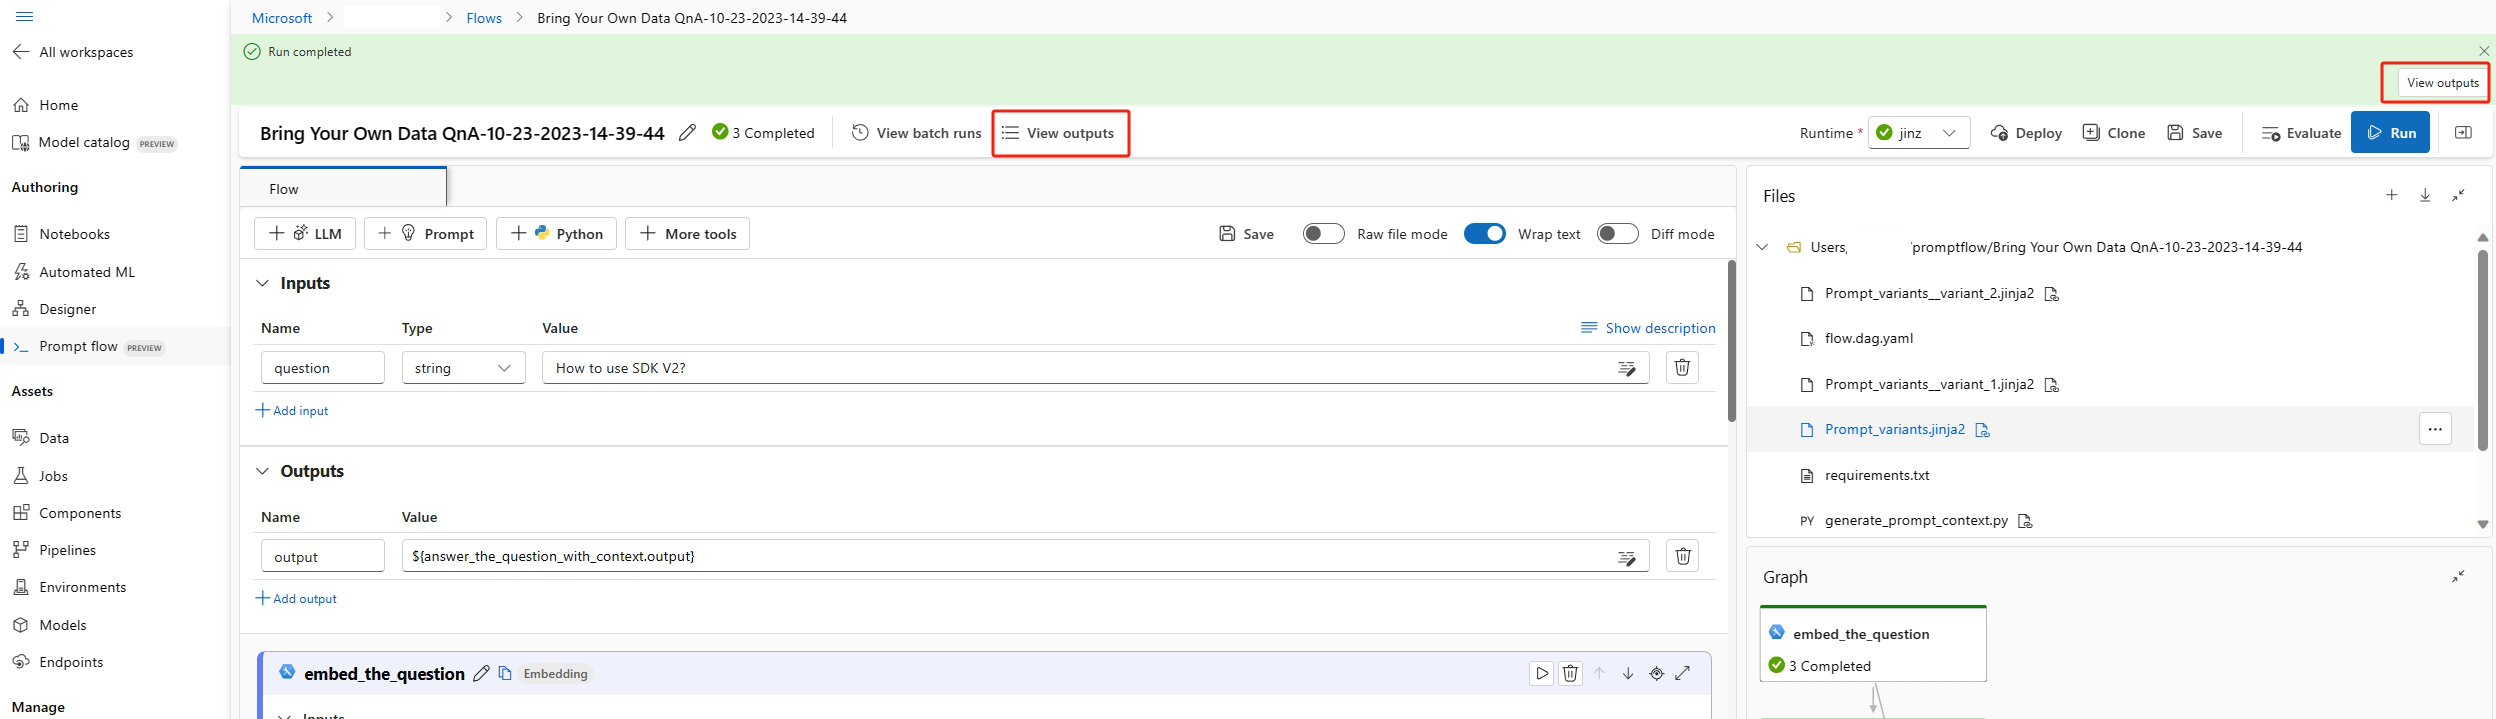 Microsoft > > Flows > Bring Your Own Data QnA-10-23-2023-14-39-44
All workspaces
Run completed
View outputs
Home
Model catalog PREVIEW
Bring Your Own Data QnA-10-23-2023-14-39-44
3 Completed
View batch runs
View outputs
Runtime *
jinz
Deploy
Clone
Save
Evaluate
Run
Authoring
Notebooks
Automated ML
Designer
Prompt flow PREVIEW
Assets
Data
Jobs
Components
Pipelines
Environments
Models
Endpoints
Manage
Flow
+ LLM
+ Prompt
+ Python
+ More tools
Save
Raw file mode
Wrap text
Diff mode
Inputs
Name Type Value
Show description
question string How to use SDK V2?
+ Add input
Outputs
Name Value
output ${answer_the_question_with_context.output}
+ Add output
embed_the_question Embedding
Inputs
Files
Users, /promptflow/Bring Your Own Data QnA-10-23-2023-14-39-44
Prompt_variants__variant_2.jinja2
flow.dag.yaml
Prompt_variants__variant_1.jinja2
Prompt_variants.jinja2
...
requirements.txt
PY generate_prompt_context.py
Graph
embed_the_question
3 Completed